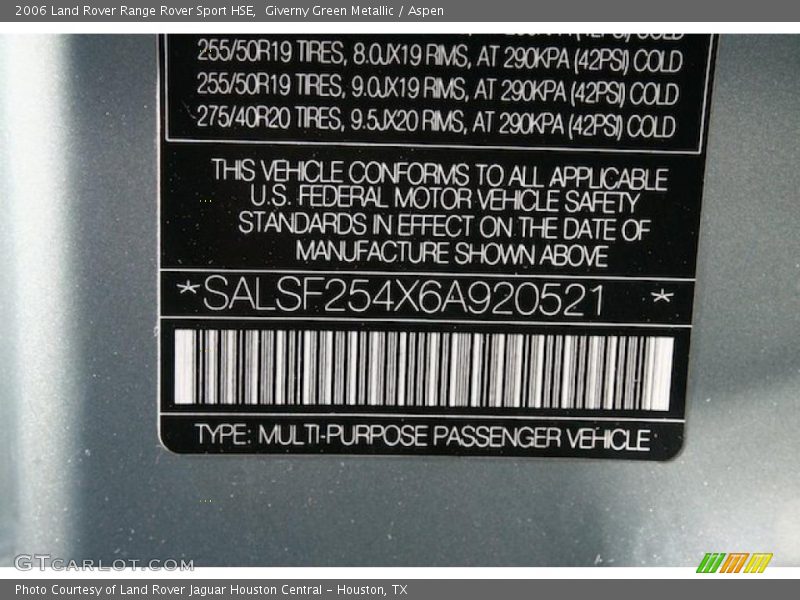 2006 Land Rover Range Rover Sport HSE,  Giverny Green Metallic / Aspen
255/50R19 TIRES, 8.0JX19 RIMS, AT 290KPA (42PSI) COLD
255/50R19 TIRES, 9.0JX19 RIMS, AT 290KPA (42PSI) COLD
275/40R20 TIRES, 9.5JX20 RIMS, AT 290KPA (42PSI) COLD
THIS VEHICLE CONFORMS TO ALL APPLICABLE
U.S. FEDERAL MOTOR VEHICLE SAFETY
STANDARDS IN EFFECT ON THE DATE OF
MANUFACTURE SHOWN ABOVE
*SALSF254X6A920521 *
TYPE: MULTI-PURPOSE PASSENGER VEHICLE
GTCARLOT.COM
Photo Courtesy of Land Rover Jaguar Houston Central - Houston, TX